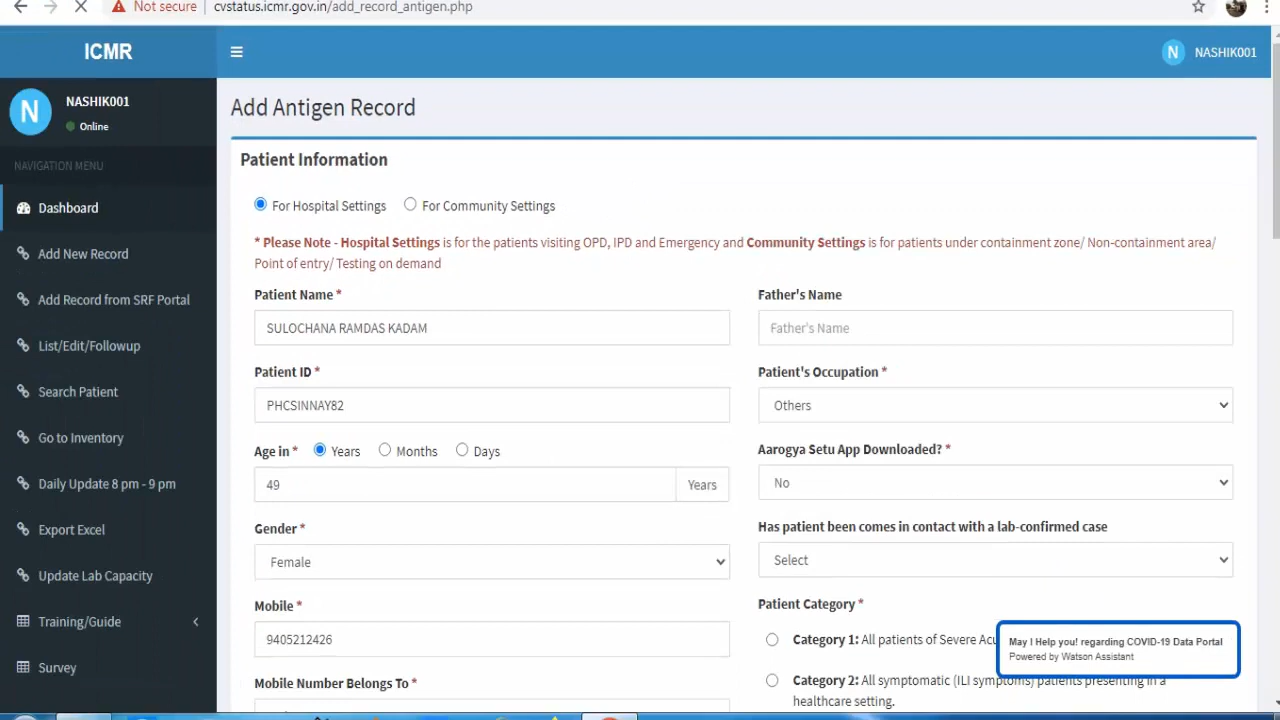 Not secure cvstatus.icmr.gov.in/add_record_antigen.php
ICMR
NASHIK001
N
NASHIK001
Online
NAVIGATION MENU
Dashboard
Add New Record
Add Record from SRF Portal
List/Edit/Followup
Search Patient
Go to Inventory
Daily Update 8 pm - 9 pm
Export Excel
Update Lab Capacity
Training/Guide
Survey
N
Add Antigen Record
Patient Information
For Hospital Settings For Community Settings
* Please Note - Hospital Settings is for the patients visiting OPD, IPD and Emergency and Community Settings is for patients under containment zone/ Non-containment area/
Point of entry/ Testing on demand
Patient Name *
SULOCHANA RAMDAS KADAM
Patient ID *
PHCSINNAY82
Age in * Years Months Days
49 Years
Gender *
Female
Mobile *
9405212426
Mobile Number Belongs To *
Father's Name
Father's Name
Patient's Occupation *
Others
Aarogya Setu App Downloaded? *
No
Has patient been comes in contact with a lab-confirmed case
Select
Patient Category *
Category 1: All patients of Severe
Category 2: All symptomatic (ILI symptoms) patients presenting in a
healthcare setting.
May I Help you! regarding COVID-19 Data Portal
Powered by Watson Assistant